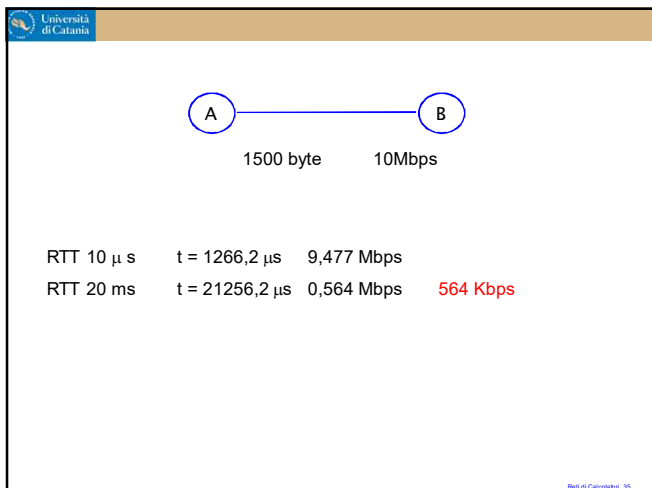 Università
di Catania
A B
1500 byte 10Mbps
RTT 10 μ s t = 1266,2 μs 9,477 Mbps
RTT 20 ms t = 21256,2 μs 0,564 Mbps 564 Kbps
Reti di Calcolatori 35